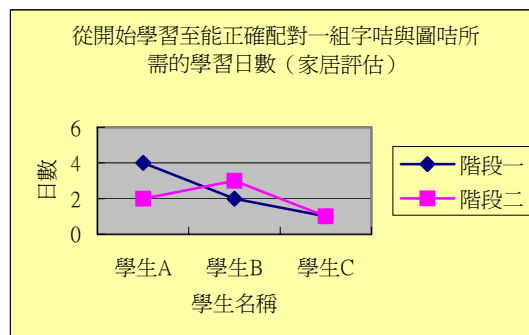 從開始學習至能正確配對一組字咭與圖咭所
需的學習日數（家居評估）
6
4
2
0
日數
學生A
學生B
學生C
學生名稱
階段一
階段二